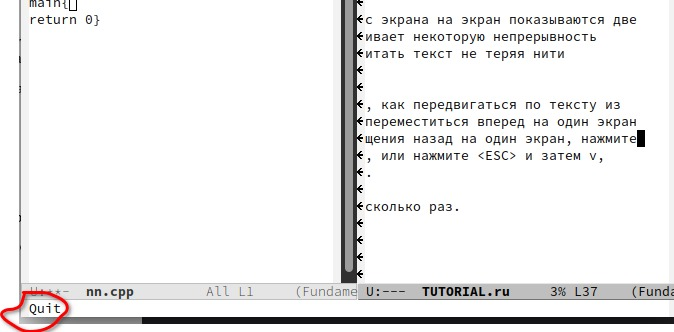 main{
return 0}
с экрана на экран показываются две
ивает некоторую непрерывность
итать текст не теряя нити
, как передвигаться по тексту из
переместиться вперед на один экран
щения назад на один экран, нажмите
, или нажмите <ESC> и затем v,
.
сколько раз.
U:**- nn.cpp All L1 (Fundame
U:--- TUTORIAL.ru 3% L37 (Funda
Quit